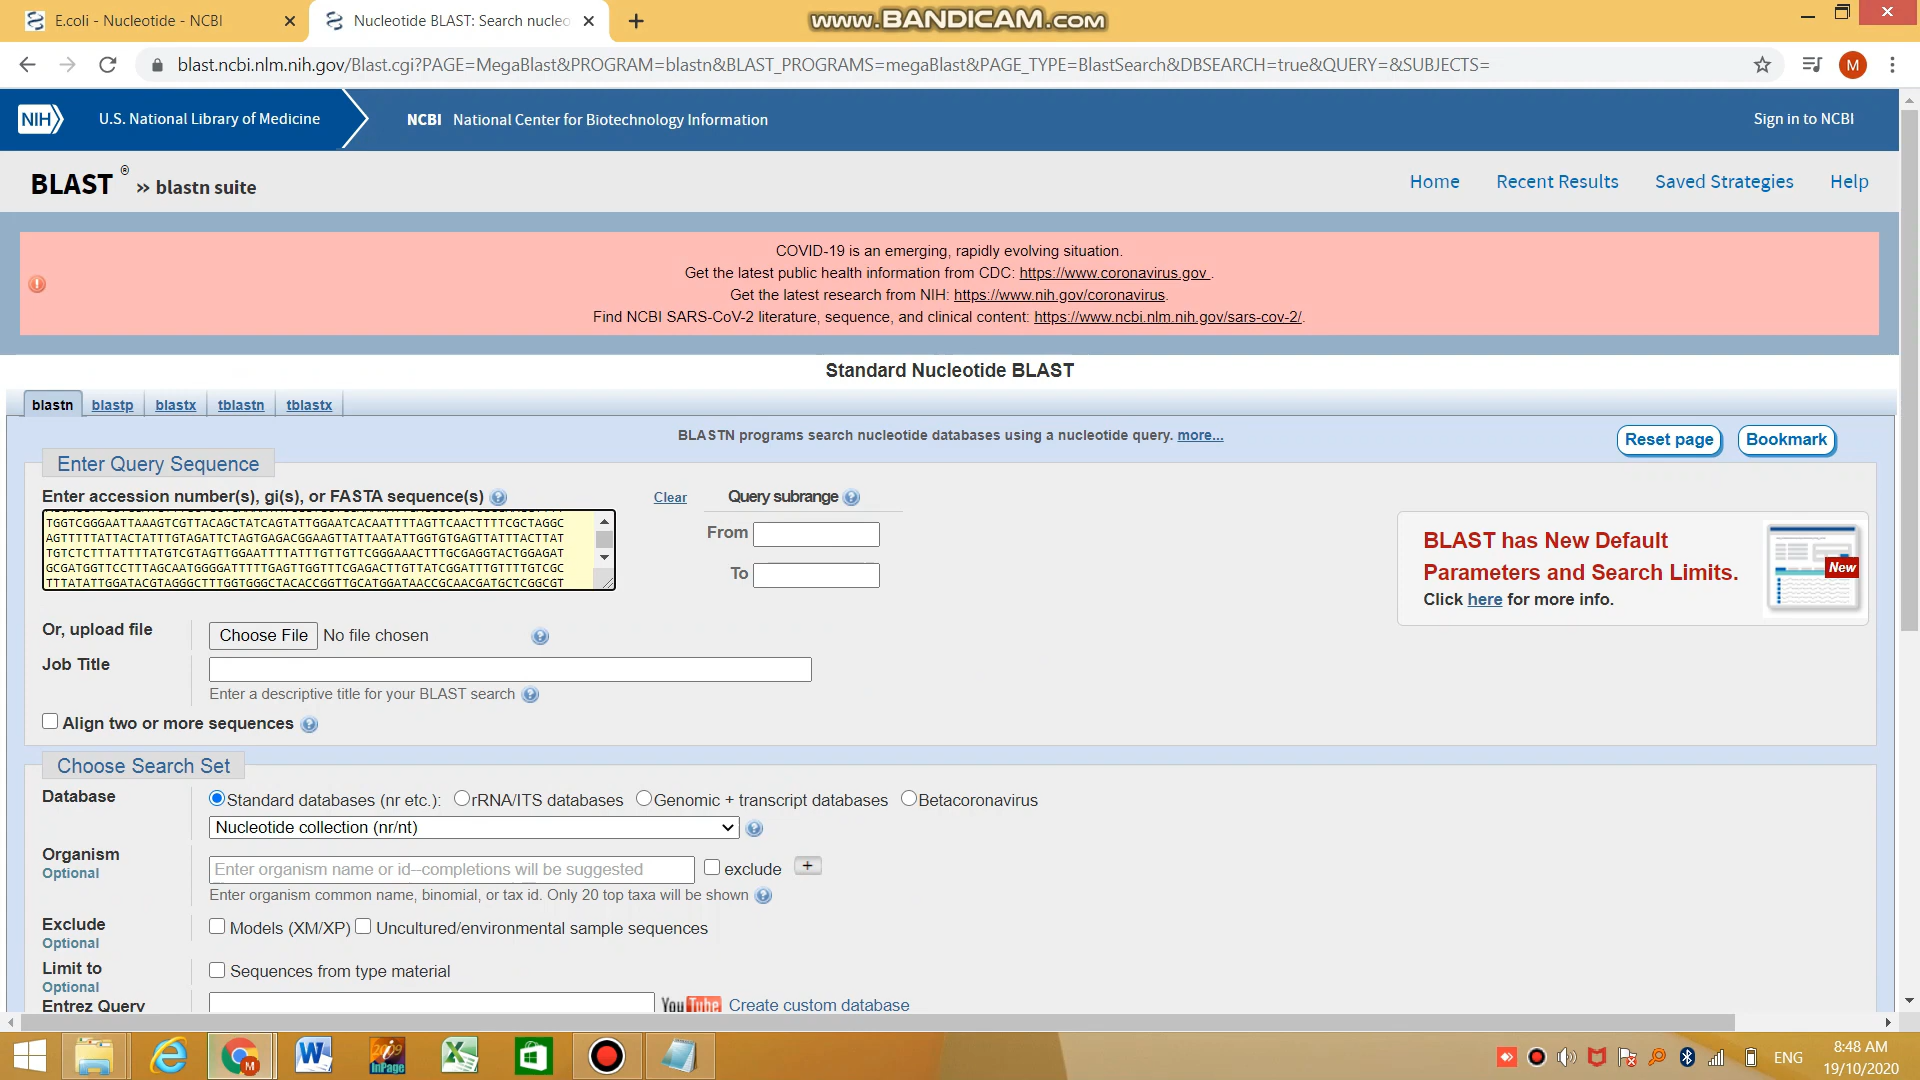 E.coli - Nucleotide - NCBI
Nucleotide BLAST: Search nucleo
www.BANDICAM.com
blast.ncbi.nlm.nih.gov/Blast.cgi?PAGE=MegaBlast&PROGRAM=blastn&BLAST_PROGRAMS=megaBlast&PAGE_TYPE=BlastSearch&DBSEARCH=true&QUERY=&SUBJECTS=
M
NIH
U.S. National Library of Medicine
NCBI National Center for Biotechnology Information
Sign in to NCBI
BLAST ® » blastn suite
Home
Recent Results
Saved Strategies
Help
COVID-19 is an emerging, rapidly evolving situation.
Get the latest public health information from CDC: https://www.coronavirus.gov .
Get the latest research from NIH: https://www.nih.gov/coronavirus.
Find NCBI SARS-CoV-2 literature, sequence, and clinical content: https://www.ncbi.nlm.nih.gov/sars-cov-2/.
Standard Nucleotide BLAST
blastn
blastp
blastx
tblastn
tblastx
BLASTN programs search nucleotide databases using a nucleotide query. more...
Reset page
Bookmark
Enter Query Sequence
Enter accession number(s), gi(s), or FASTA sequence(s)
Clear
Query subrange
TGGTCGGGAATTAAAGTCGTTACAGCTATCAGTATTGGAATCACAATTTTAGTTCAACTTTTCGCTAGGC
AGTTTTTATTACTATTTGTAGATTCTAGTGAGACGGAAGTTATTAATATTGGTGTGAGTTATTTACTTAT
TGTCTCTTTATTTTATGTCGTAGTTGGAATTTTATTTGTTGTTCGGGAAACTTTGCGAGGTACTGGAGAT
GCGATGGTTCCTTTAGCAATGGGGATTTTTGAGTTGGTTTCGAGACTTGTTATCGGATTTGTTTTGTCGC
TTTATATTGGATACGTAGGGCTTTGGTGGGCTACACCGGTTGCATGGATAACCGCAACGATGCTCGGCGT
From
To
BLAST has New Default
Parameters and Search Limits.
Click here for more info.
New
Or, upload file
Choose File No file chosen
Job Title
Enter a descriptive title for your BLAST search
Align two or more sequences
Choose Search Set
Database
Standard databases (nr etc.): rRNA/ITS databases Genomic + transcript databases Betacoronavirus
Nucleotide collection (nr/nt)
Organism
Optional
Enter organism name or id--completions will be suggested
exclude
+
Enter organism common name, binomial, or tax id. Only 20 top taxa will be shown
Exclude
Optional
Models (XM/XP) Uncultured/environmental sample sequences
Limit to
Optional
Sequences from type material
Entrez Query
YouTube Create custom database
M
2009
InPage
ENG
8:48 AM
19/10/2020